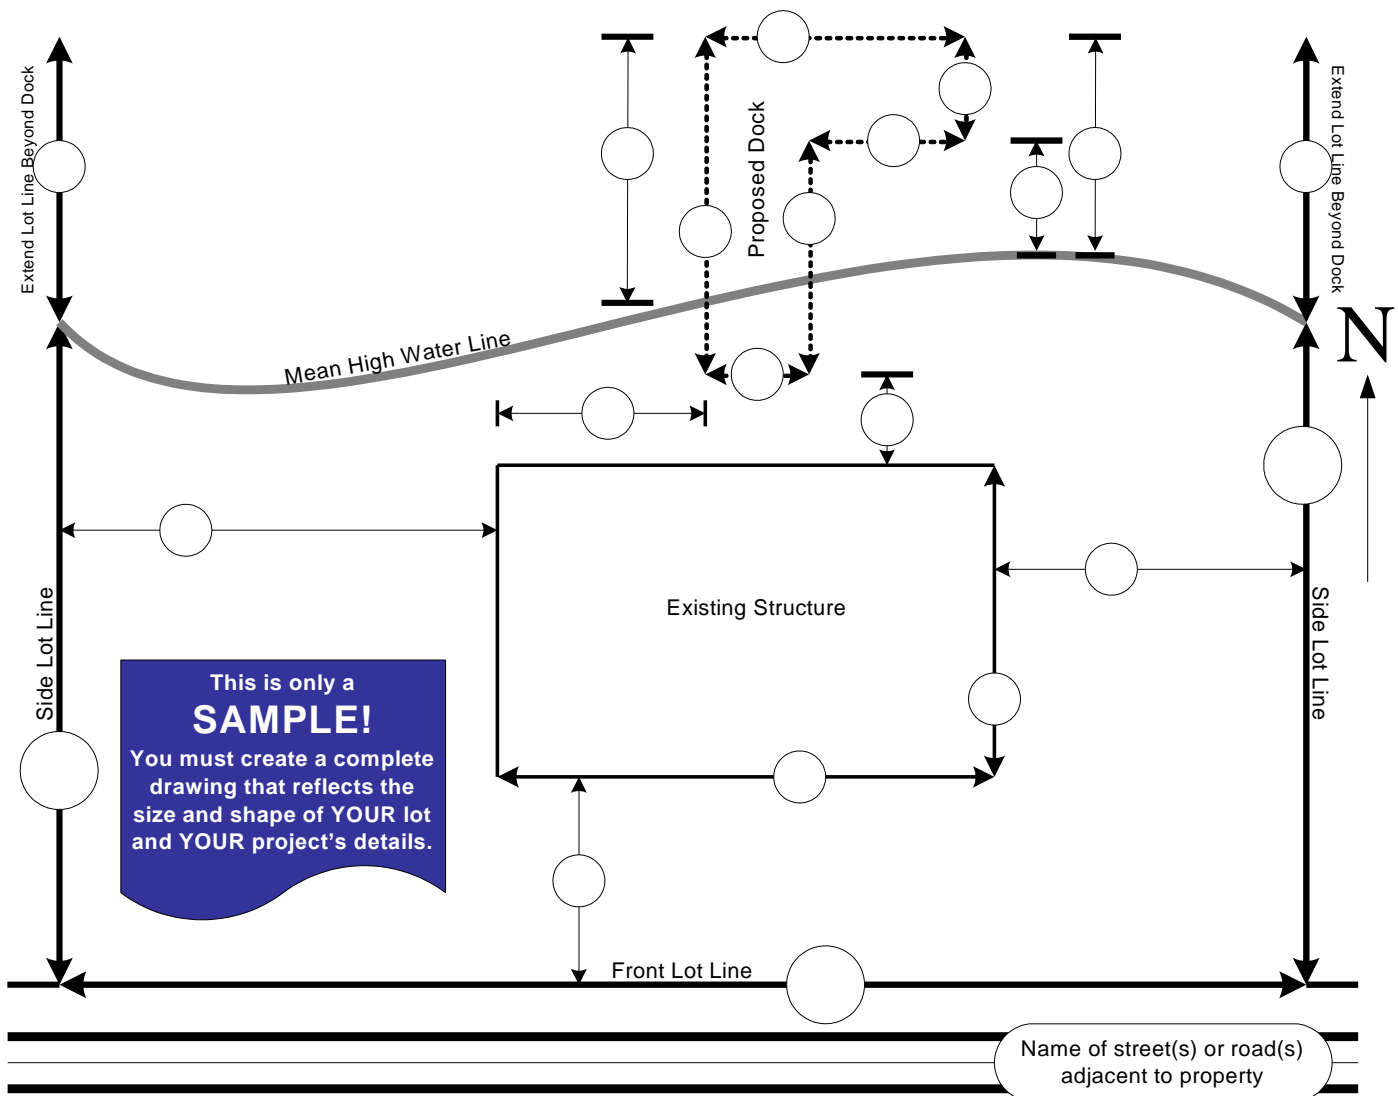 Extend Lot Line Beyond Dock
Proposed Dock
Extend Lot Line Beyond Dock
N
Mean High Water Line
Existing Structure
Side Lot Line
Side Lot Line
This is only a
SAMPLE!
You must create a complete
drawing that reflects the
size and shape of YOUR lot
and YOUR project's details.
Front Lot Line
Name of street(s) or road(s)
adjacent to property